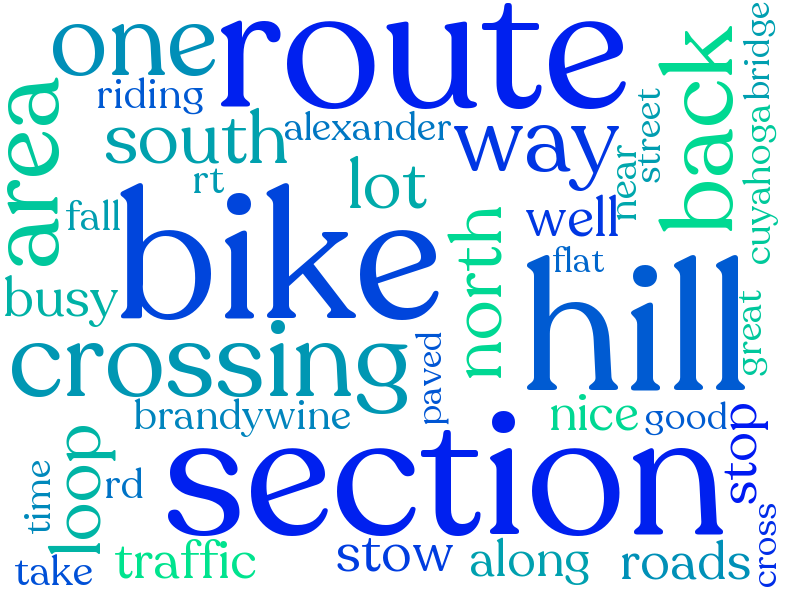 one
route
riding
area
south
alexander
way
back
bridge
street
near
rt
lot
fall
bike
well
cuyahoga
north
flat
hill
busy
great
crossing
paved
brandywine
nice
good
section
stop
loop
rd
time
cross
take
traffic
stow
along
roads